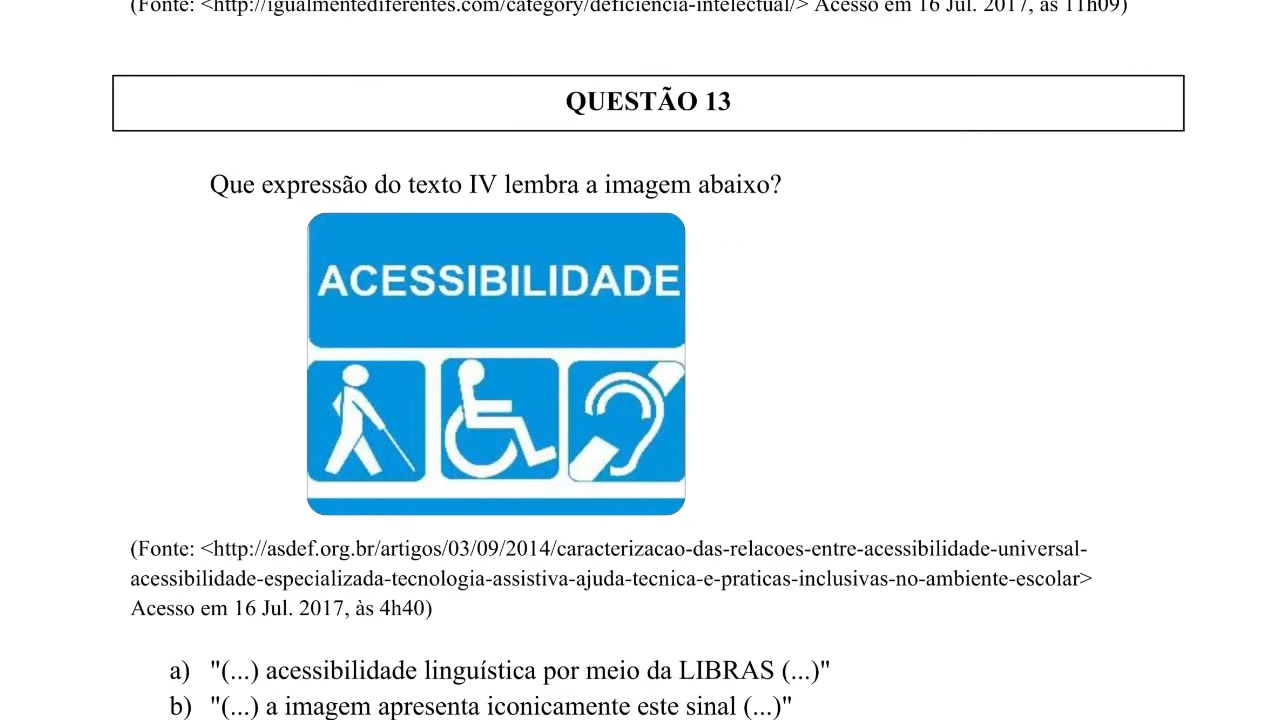 (Fonte: <http://igualmentediferentes.com/category/deficiencia-intelectual/> Acesso em 16 Jul. 2017, às 11h09)
QUESTÃO 13
Que expressão do texto IV lembra a imagem abaixo?
ACESSIBILIDADE
(Fonte: <http://asdef.org.br/artigos/03/09/2014/caracterizacao-das-relacoes-entre-acessibilidade-universal-
acessibilidade-especializada-tecnologia-assistiva-ajuda-tecnica-e-praticas-inclusivas-no-ambiente-escolar>
Acesso em 16 Jul. 2017, às 4h40)
a) "(...) acessibilidade linguística por meio da LIBRAS (...)"
b) "(...) a imagem apresenta iconicamente este sinal (...)"